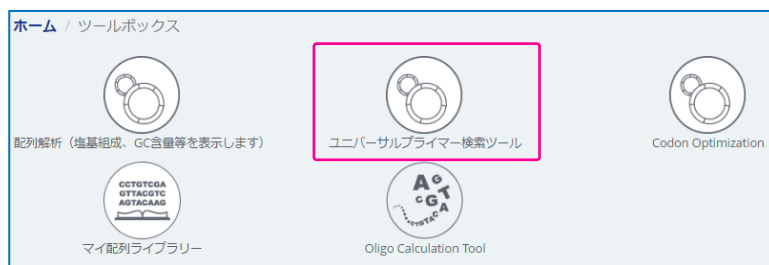 ホーム / ツールボックス
配列解析（塩基組成、GC含量等を表示します）
ユニバーサルプライマー検索ツール
Codon Optimization
CCTGTCGA
GTTACGTC
AGTACAAG
マイ配列ライブラリー
Oligo Calculation Tool